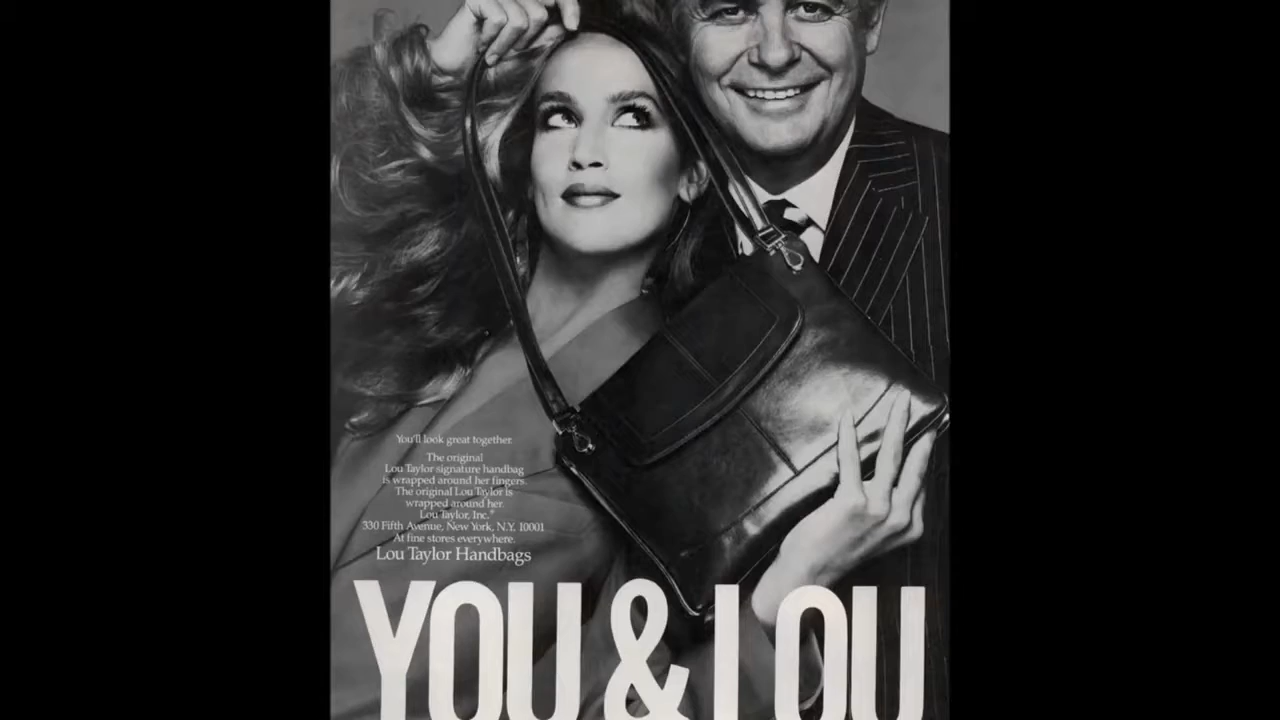 You'll look great together.
The original
Lou Taylor signature handbag
is wrapped around her fingers.
The original Lou Taylor is
wrapped around her.
Lou Taylor, Inc.®
330 Fifth Avenue, New York, N.Y. 10001
At fine stores everywhere.
Lou Taylor Handbags
YOU & LOU